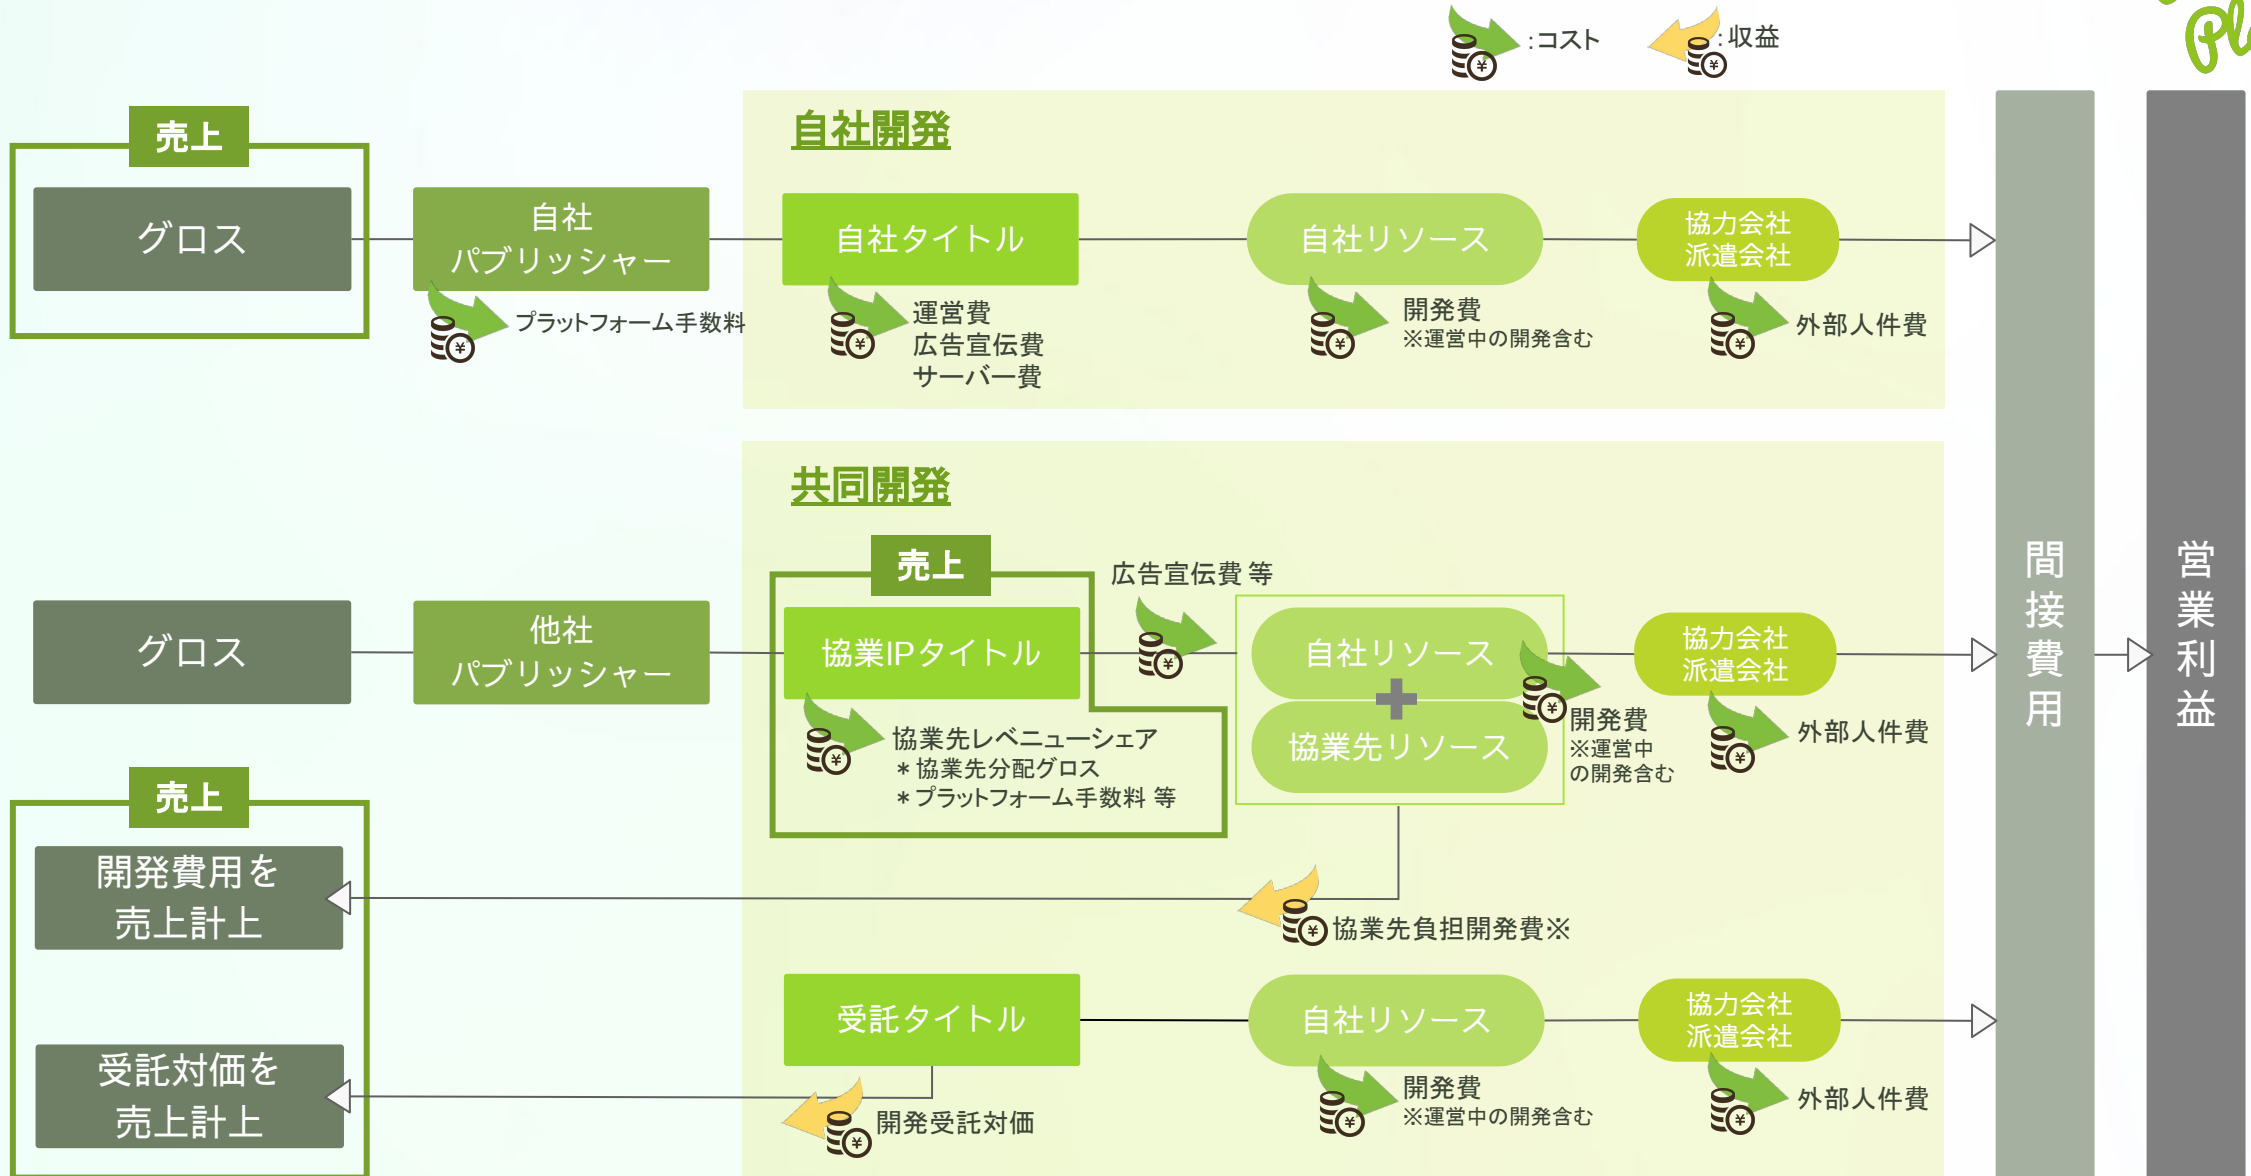 :コスト
:収益
自社開発
売上
グロス
自社
パブリッシャー
プラットフォーム手数料
自社タイトル
運営費
広告宣伝費
サーバー費
自社リソース
開発費
※運営中の開発含む
協力会社
派遣会社
外部人件費
共同開発
グロス
他社
パブリッシャー
売上
協業IPタイトル
協業先レベニューシェア
*協業先分配グロス
*プラットフォーム手数料 等
広告宣伝費 等
自社リソース
協業先リソース
開発費
※運営中
の開発含む
協力会社
派遣会社
外部人件費
売上
開発費用を
売上計上
協業先負担開発費※
受託対価を
売上計上
受託タイトル
開発受託対価
自社リソース
開発費
※運営中の開発含む
協力会社
派遣会社
外部人件費
間接費用
営業利益